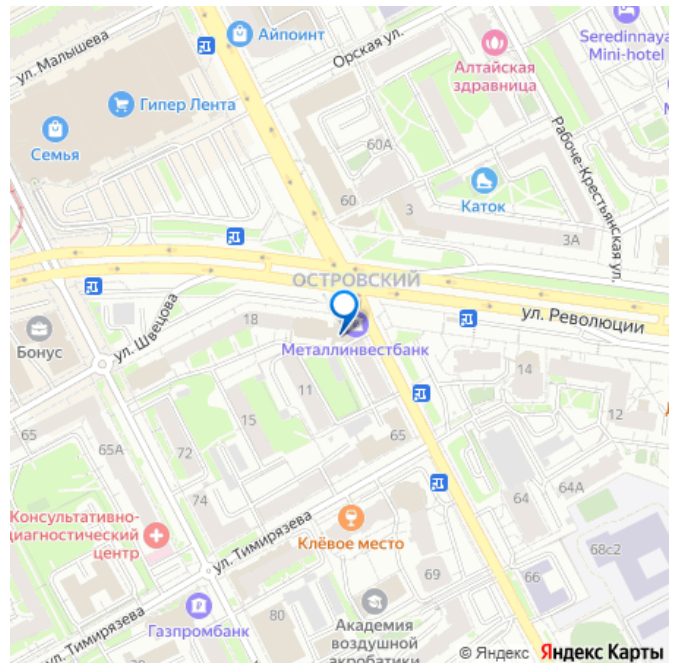 ул. Малышева
Айпоинт
Орская ул.
Seredinnaya
Mini-hotel
Алтайская
здравница
Гипер Лента
Семья
60А
Рабоче-Крестьянская ул.
Каток
60
3
3А
ОСТРОВСКИЙ
ул. Революции
ул. Швецова
18
Бонус
Металлинвестбанк
14
11
12
15
65
65
65А
72
74
64А
64
Консультативно-
диагностический
центр
ул. Тимирязева
Клёвое место
68с2
69
66
80
Газпромбанк
ул. Тимирязева
Академия
воздушной
акробатики
© Яндекс Яндекс Карты